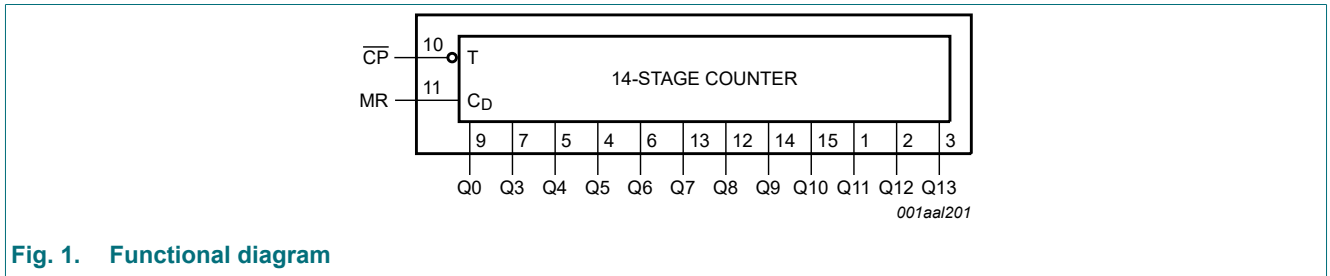 CP 10 T
14-STAGE COUNTER
MR 11 CD
9 7 5 4 6 13 12 14 15 1 2 3
Q0 Q3 Q4 Q5 Q6 Q7 Q8 Q9 Q10 Q11 Q12 Q13
001aal201
Fig. 1. Functional diagram